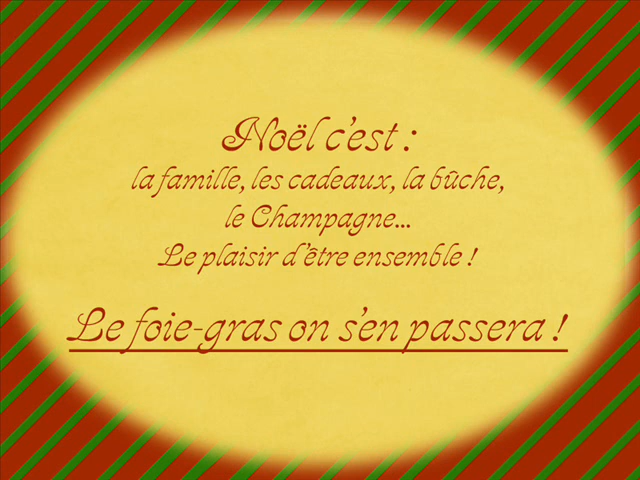 Noël c'est :
la famille, les cadeaux, la bûche,
le Champagne...
Le plaisir d'être ensemble !
Le foie-gras on s'en passera !